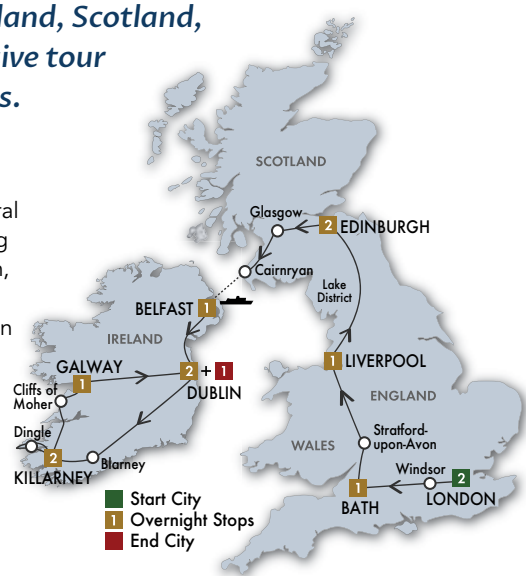 land, Scotland,
ive tour
s.
ral
g
n,
n
SCOTLAND
Glasgow
2 EDINBURGH
Cairnryan
Lake
District
BELFAST 1
IRELAND
GALWAY
1
2 + 1
DUBLIN
Cliffs of
Moher
1 LIVERPOOL
ENGLAND
Dingle
2
KILLARNEY
Blarney
WALES
Stratford-
upon-Avon
Windsor
2
LONDON
1
BATH
Start City
1 Overnight Stops
End City